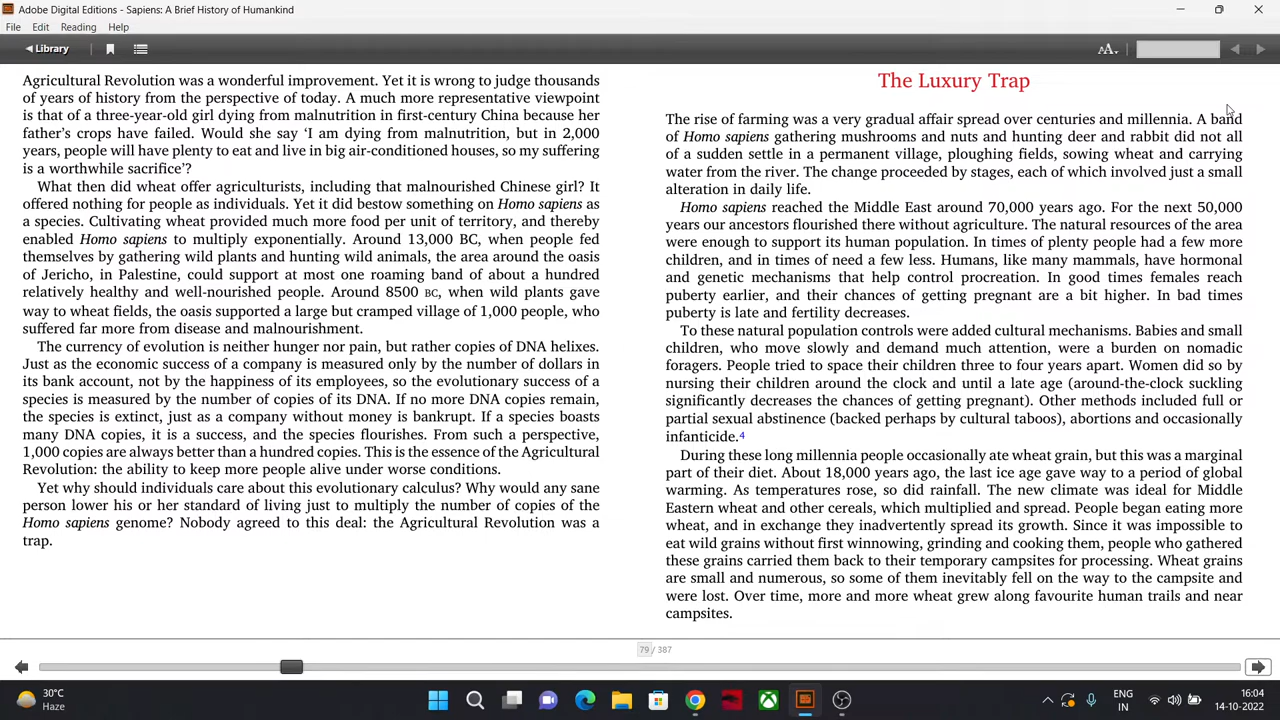 Adobe Digital Editions - Sapiens: A Brief History of Humankind
File Edit Reading Help
Library
AA
Agricultural Revolution was a wonderful improvement. Yet it is wrong to judge thousands
of years of history from the perspective of today. A much more representative viewpoint
is that of a three-year-old girl dying from malnutrition in first-century China because her
father's crops have failed. Would she say ‘I am dying from malnutrition, but in 2,000
years, people will have plenty to eat and live in big air-conditioned houses, so my suffering
is a worthwhile sacrifice’?
What then did wheat offer agriculturists, including that malnourished Chinese girl? It
offered nothing for people as individuals. Yet it did bestow something on Homo sapiens as
a species. Cultivating wheat provided much more food per unit of territory, and thereby
enabled Homo sapiens to multiply exponentially. Around 13,000 BC, when people fed
themselves by gathering wild plants and hunting wild animals, the area around the oasis
of Jericho, in Palestine, could support at most one roaming band of about a hundred
relatively healthy and well-nourished people. Around 8500 BC, when wild plants gave
way to wheat fields, the oasis supported a large but cramped village of 1,000 people, who
suffered far more from disease and malnourishment.
The currency of evolution is neither hunger nor pain, but rather copies of DNA helixes.
Just as the economic success of a company is measured only by the number of dollars in
its bank account, not by the happiness of its employees, so the evolutionary success of a
species is measured by the number of copies of its DNA. If no more DNA copies remain,
the species is extinct, just as a company without money is bankrupt. If a species boasts
many DNA copies, it is a success, and the species flourishes. From such a perspective,
1,000 copies are always better than a hundred copies. This is the essence of the Agricultural
Revolution: the ability to keep more people alive under worse conditions.
Yet why should individuals care about this evolutionary calculus? Why would any sane
person lower his or her standard of living just to multiply the number of copies of the
Homo sapiens genome? Nobody agreed to this deal: the Agricultural Revolution was a
trap.
The Luxury Trap
The rise of farming was a very gradual affair spread over centuries and millennia. A band
of Homo sapiens gathering mushrooms and nuts and hunting deer and rabbit did not all
of a sudden settle in a permanent village, ploughing fields, sowing wheat and carrying
water from the river. The change proceeded by stages, each of which involved just a small
alteration in daily life.
Homo sapiens reached the Middle East around 70,000 years ago. For the next 50,000
years our ancestors flourished there without agriculture. The natural resources of the area
were enough to support its human population. In times of plenty people had a few more
children, and in times of need a few less. Humans, like many mammals, have hormonal
and genetic mechanisms that help control procreation. In good times females reach
puberty earlier, and their chances of getting pregnant are a bit higher. In bad times
puberty is late and fertility decreases.
To these natural population controls were added cultural mechanisms. Babies and small
children, who move slowly and demand much attention, were a burden on nomadic
foragers. People tried to space their children three to four years apart. Women did so by
nursing their children around the clock and until a late age (around-the-clock suckling
significantly decreases the chances of getting pregnant). Other methods included full or
partial sexual abstinence (backed perhaps by cultural taboos), abortions and occasionally
infanticide.4
During these long millennia people occasionally ate wheat grain, but this was a marginal
part of their diet. About 18,000 years ago, the last ice age gave way to a period of global
warming. As temperatures rose, so did rainfall. The new climate was ideal for Middle
Eastern wheat and other cereals, which multiplied and spread. People began eating more
wheat, and in exchange they inadvertently spread its growth. Since it was impossible to
eat wild grains without first winnowing, grinding and cooking them, people who gathered
these grains carried them back to their temporary campsites for processing. Wheat grains
are small and numerous, so some of them inevitably fell on the way to the campsite and
were lost. Over time, more and more wheat grew along favourite human trails and near
campsites.
79 / 387
30°C
Haze
ENG
IN
16:04
14-10-2022